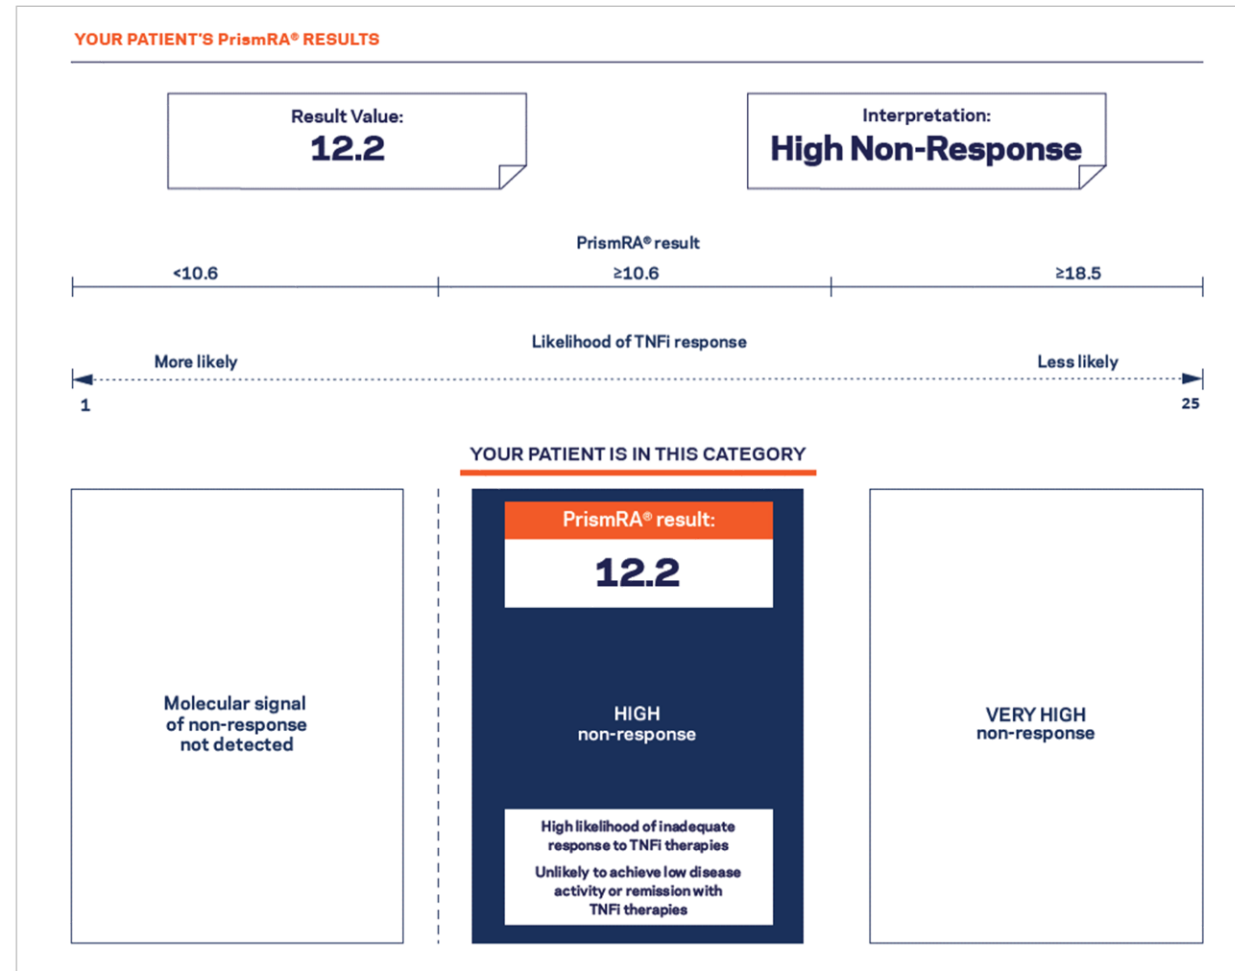 YOUR PATIENT'S PrismRA® RESULTS
Result Value:
12.2
Interpretation:
High Non-Response
PrismRA® result
<10.6
≥10.6
≥18.5
Likelihood of TNFi response
More likely
Less likely
1
25
YOUR PATIENT IS IN THIS CATEGORY
Molecular signal
of non-response
not detected
PrismRA® result:
12.2
HIGH
non-response
High likelihood of inadequate
response to TNFi therapies
Unlikely to achieve low disease
activity or remission with
TNFi therapies
VERY HIGH
non-response